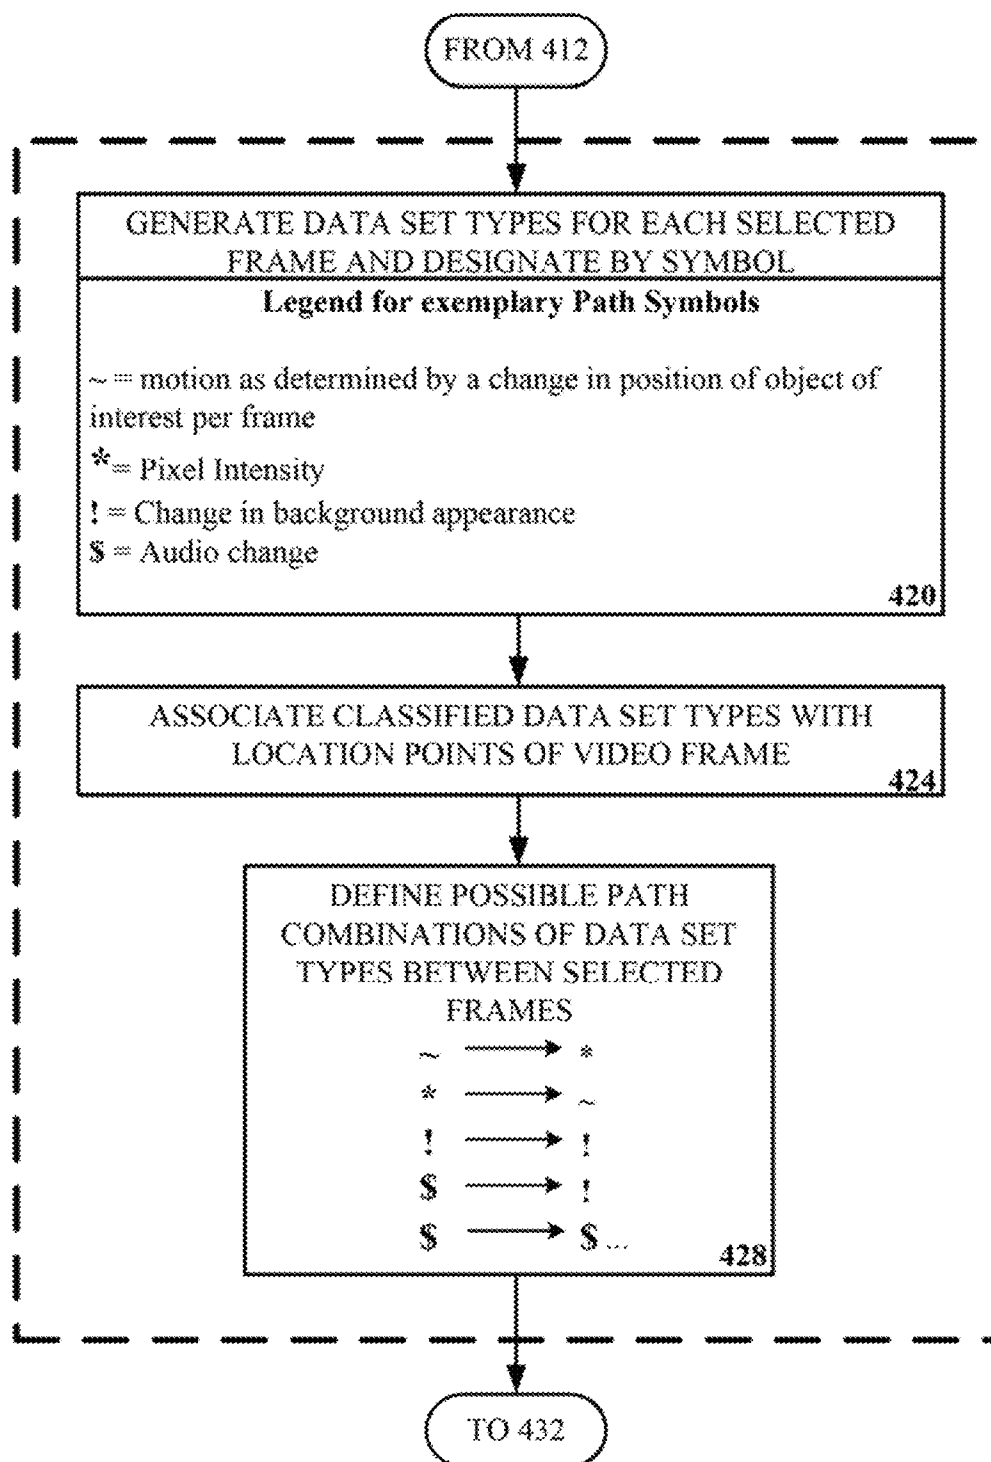 FROM 412
GENERATE DATA SET TYPES FOR EACH SELECTED
FRAME AND DESIGNATE BY SYMBOL
Legend for exemplary Path Symbols
~ = motion as determined by a change in position of object of
interest per frame
*= Pixel Intensity
! = Change in background appearance
$ = Audio change
420
ASSOCIATE CLASSIFIED DATA SET TYPES WITH
LOCATION POINTS OF VIDEO FRAME
424
DEFINE POSSIBLE PATH
COMBINATIONS OF DATA SET
TYPES BETWEEN SELECTED
FRAMES
~ → *
* → ~
! → !
$ → !
$ → $ ...
428
TO 432